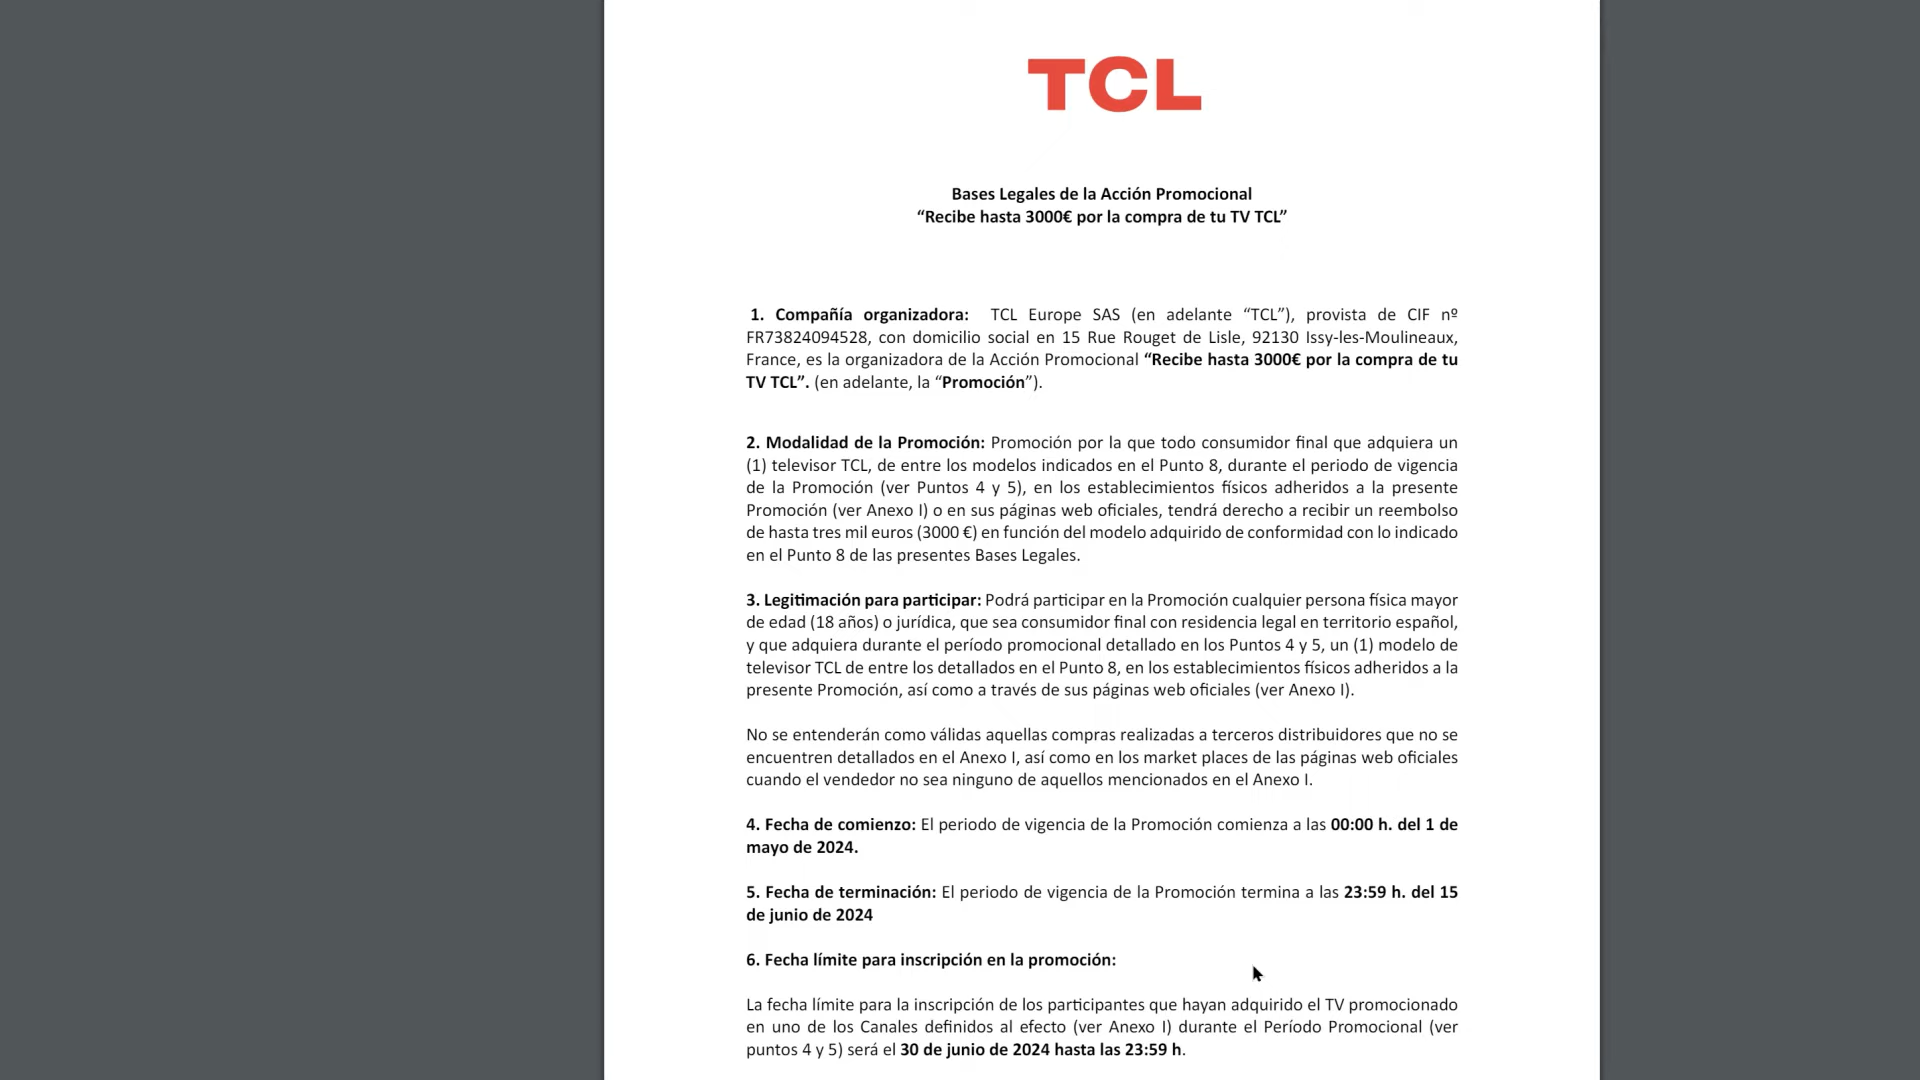 TCL
Bases Legales de la Acción Promocional
“Recibe hasta 3000€ por la compra de tu TV TCL”
1. Compañía organizadora: TCL Europe SAS (en adelante “TCL”), provista de CIF nº
FR73824094528, con domicilio social en 15 Rue Rouget de Lisle, 92130 Issy-les-Moulineaux,
France, es la organizadora de la Acción Promocional “Recibe hasta 3000€ por la compra de tu
TV TCL”. (en adelante, la “Promoción”).
2. Modalidad de la Promoción: Promoción por la que todo consumidor final que adquiera un
(1) televisor TCL, de entre los modelos indicados en el Punto 8, durante el periodo de vigencia
de la Promoción (ver Puntos 4 y 5), en los establecimientos físicos adheridos a la presente
Promoción (ver Anexo I) o en sus páginas web oficiales, tendrá derecho a recibir un reembolso
de hasta tres mil euros (3000 €) en función del modelo adquirido de conformidad con lo indicado
en el Punto 8 de las presentes Bases Legales.
3. Legitimación para participar: Podrá participar en la Promoción cualquier persona física mayor
de edad (18 años) o jurídica, que sea consumidor final con residencia legal en territorio español,
y que adquiera durante el período promocional detallado en los Puntos 4 y 5, un (1) modelo de
televisor TCL de entre los detallados en el Punto 8, en los establecimientos físicos adheridos a la
presente Promoción, así como a través de sus páginas web oficiales (ver Anexo I).
No se entenderán como válidas aquellas compras realizadas a terceros distribuidores que no se
encuentren detallados en el Anexo I, así como en los market places de las páginas web oficiales
cuando el vendedor no sea ninguno de aquellos mencionados en el Anexo I.
4. Fecha de comienzo: El periodo de vigencia de la Promoción comienza a las 00:00 h. del 1 de
mayo de 2024.
5. Fecha de terminación: El periodo de vigencia de la Promoción termina a las 23:59 h. del 15
de junio de 2024
6. Fecha límite para inscripción en la promoción:
La fecha límite para la inscripción de los participantes que hayan adquirido el TV promocionado
en uno de los Canales definidos al efecto (ver Anexo I) durante el Período Promocional (ver
puntos 4 y 5) será el 30 de junio de 2024 hasta las 23:59 h.